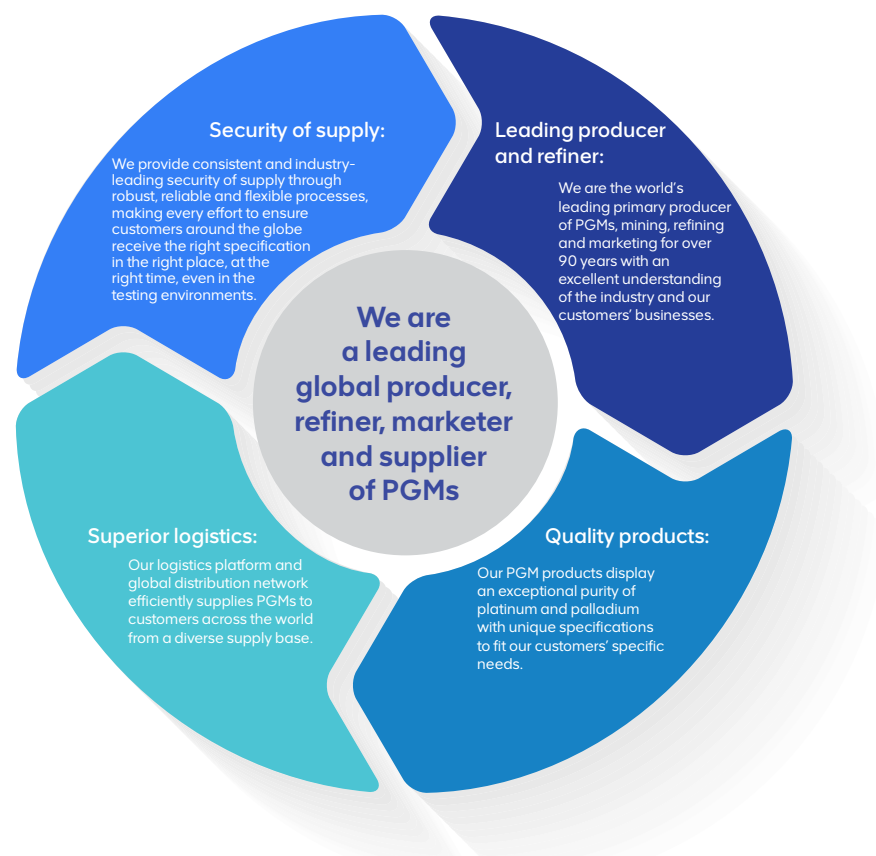 Security of supply:
We provide consistent and industry-
leading security of supply through
robust, reliable and flexible processes,
making every effort to ensure
customers around the globe
receive the right specification
in the right place, at the
right time, even in the
testing environments.
Leading producer
and refiner:
We are the world’s
leading primary producer
of PGMs, mining, refining
and marketing for over
90 years with an
excellent understanding
of the industry and our
customers’ businesses.
We are
a leading
global producer,
refiner, marketer
and supplier
of PGMs
Superior logistics:
Our logistics platform and
global distribution network
efficiently supplies PGMs to
customers across the world
from a diverse supply base.
Quality products:
Our PGM products display
an exceptional purity of
platinum and palladium
with unique specifications
to fit our customers’ specific
needs.